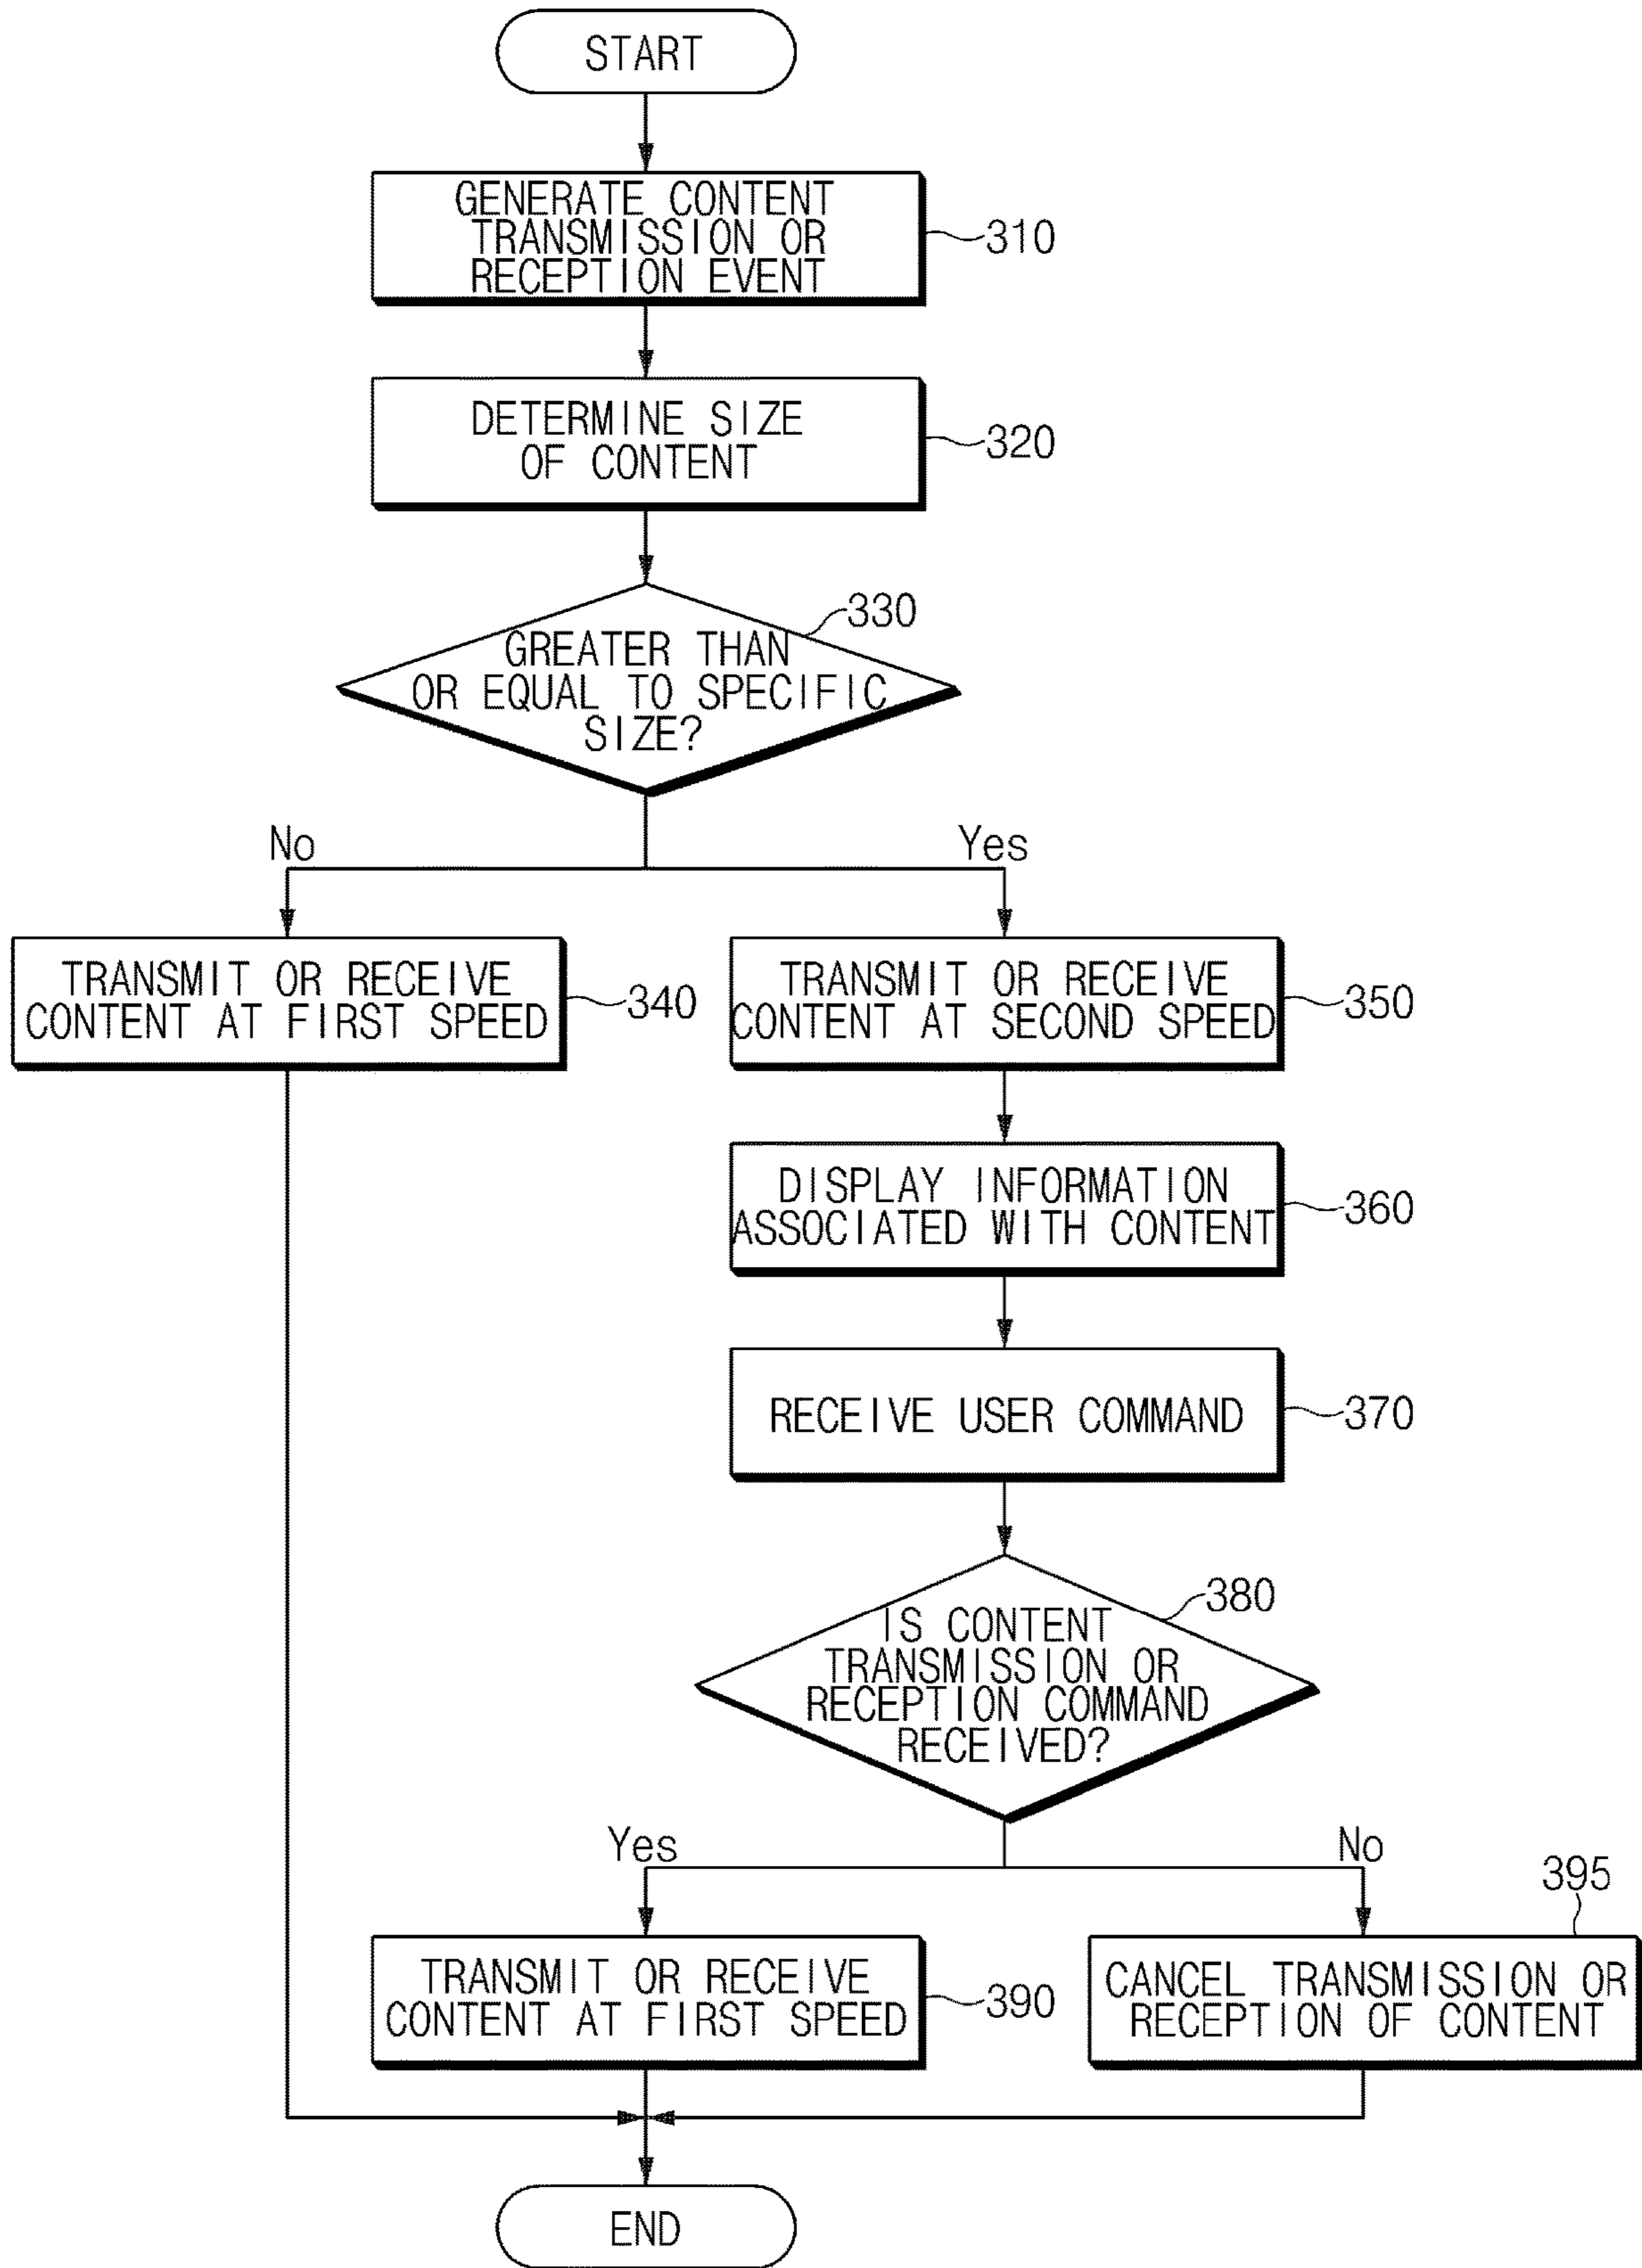 START
GENERATE CONTENT
TRANSMISSION OR
RECEPTION EVENT
310
DETERMINE SIZE
OF CONTENT
320
330
GREATER THAN
OR EQUAL TO SPECIFIC
SIZE?
No
Yes
TRANSMIT OR RECEIVE
CONTENT AT FIRST SPEED
340
TRANSMIT OR RECEIVE
CONTENT AT SECOND SPEED
350
DISPLAY INFORMATION
ASSOCIATED WITH CONTENT
360
RECEIVE USER COMMAND
370
380
IS CONTENT
TRANSMISSION OR
RECEPTION COMMAND
RECEIVED?
Yes
No
395
TRANSMIT OR RECEIVE
CONTENT AT FIRST SPEED
390
CANCEL TRANSMISSION OR
RECEPTION OF CONTENT
END